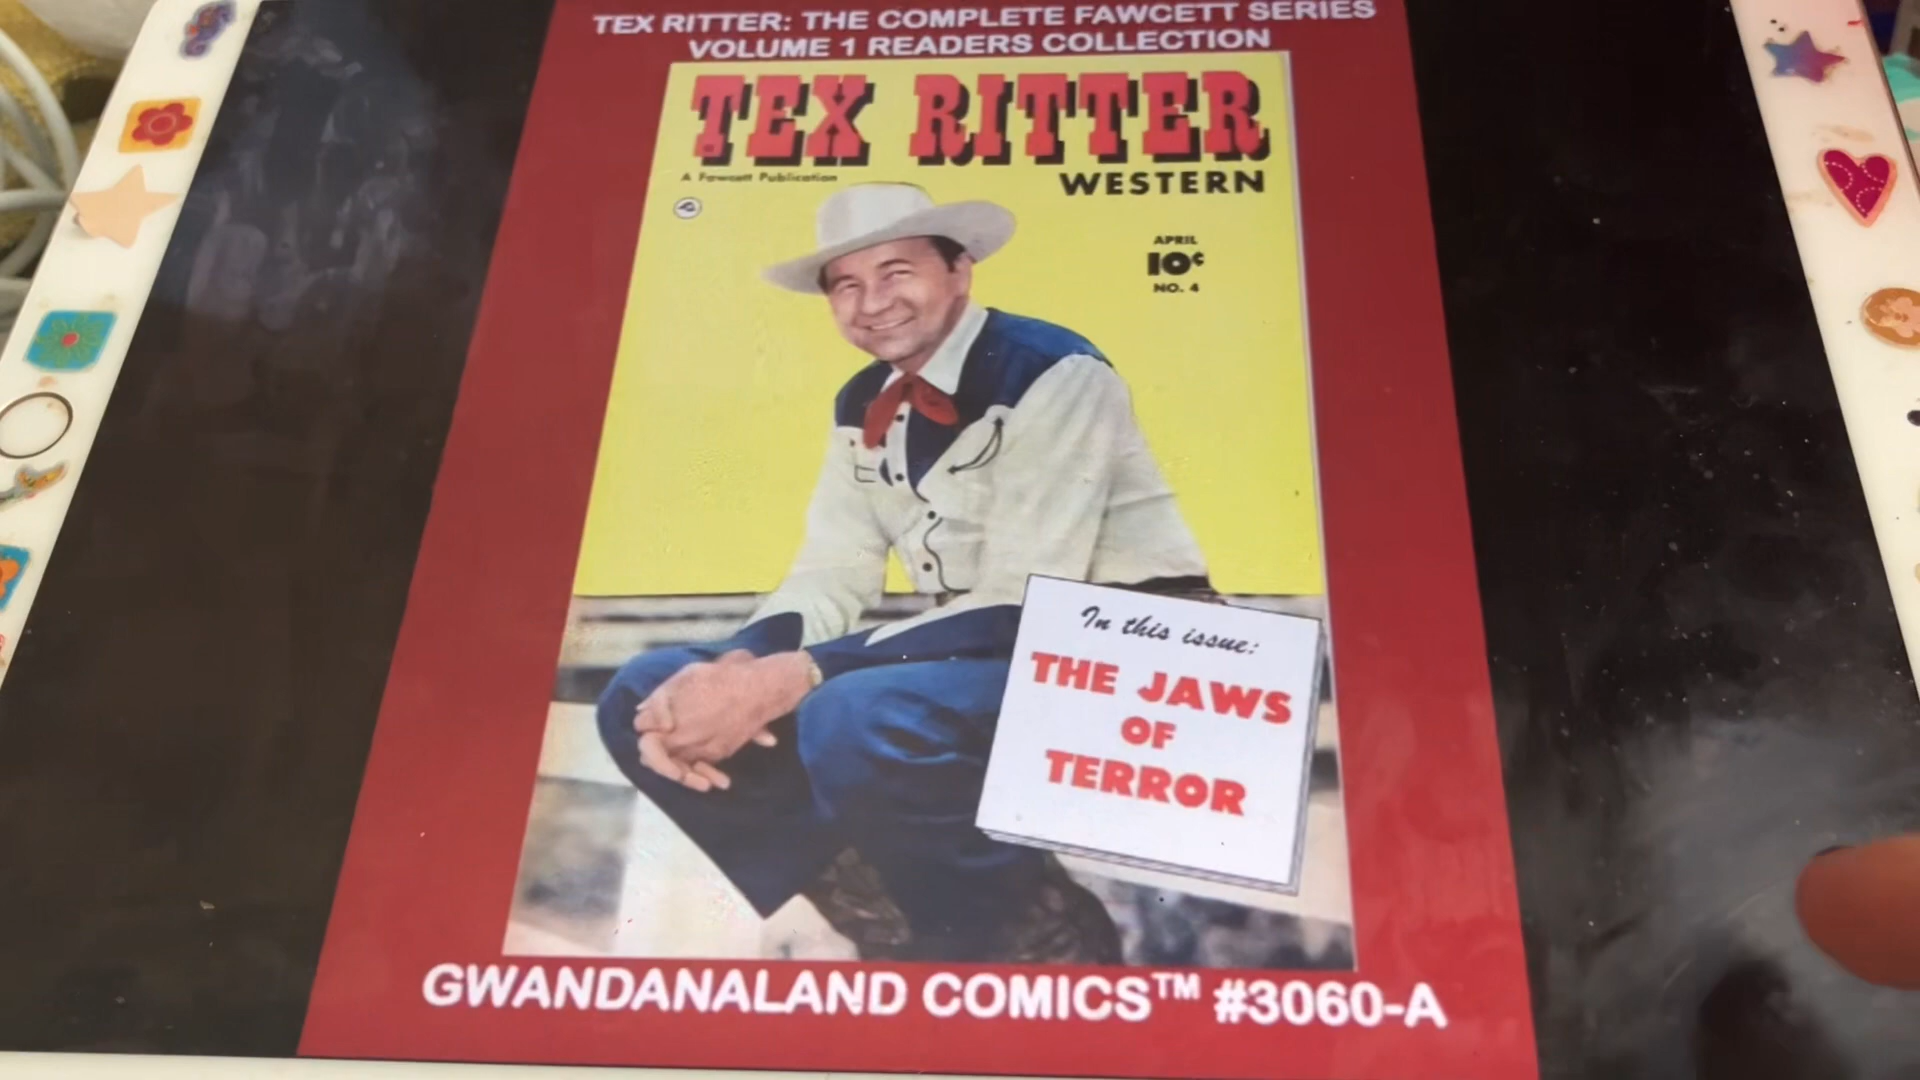 TEX RITTER: THE COMPLETE FAWCETT SERIES
VOLUME 1 READERS COLLECTION
TEX RITTER
A Fawcett Publication
WESTERN
APRIL
10¢
NO. 4
In this issue:
THE JAWS
OF
TERROR
GWANDANALAND COMICS™ #3060-A